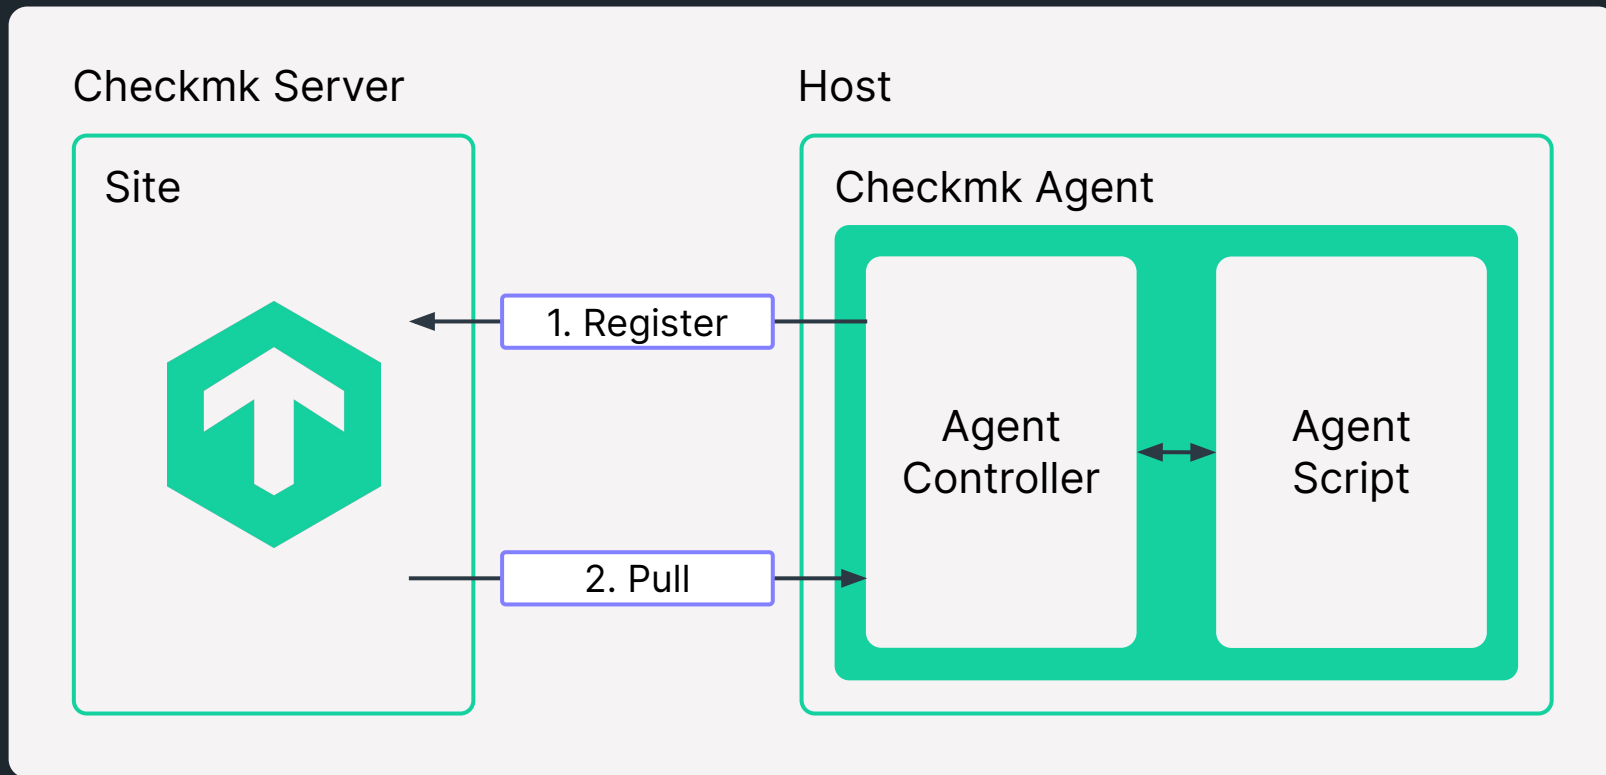 Checkmk Server
Host
Site
Checkmk Agent
1. Register
Agent
Controller
Agent
Script
2. Pull